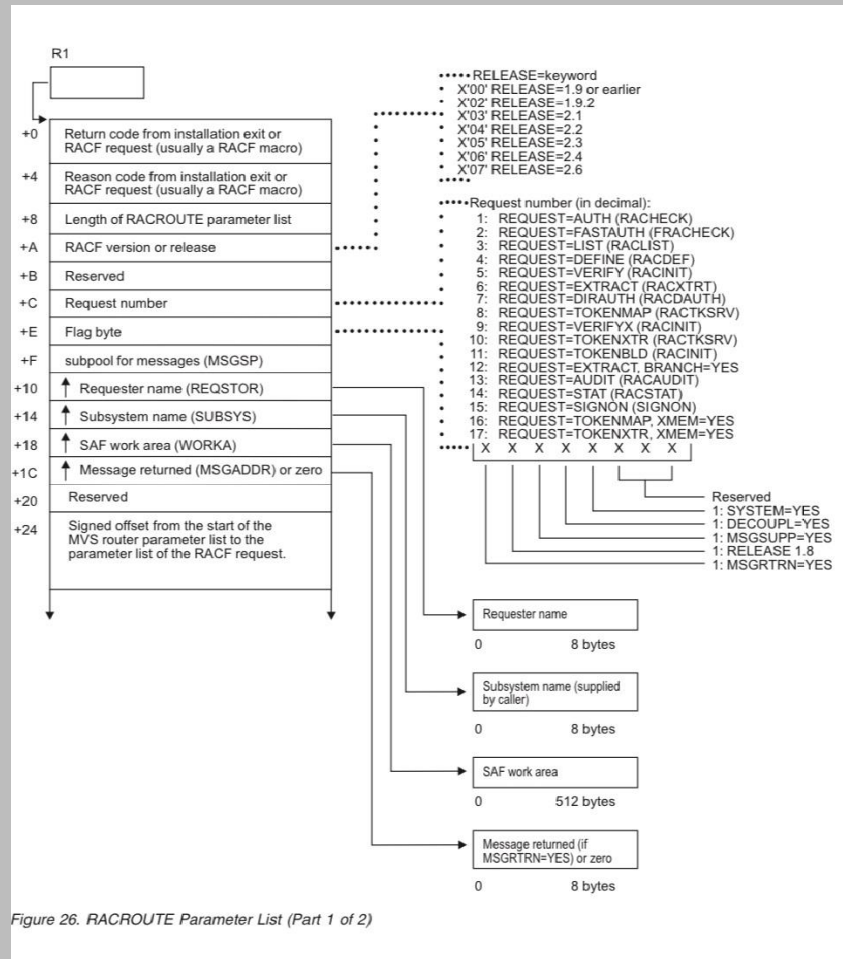 R1
+0
Return code from installation exit or
RACF request (usually a RACF macro)
+4
Reason code from installation exit or
RACF request (usually a RACF macro)
+8
Length of RACROUTE parameter list
+A
RACF version or release
+B
Reserved
+C
Request number
+E
Flag byte
+F
subpool for messages (MSGSP)
+10
Requester name (REQSTOR)
+14
Subsystem name (SUBSYS)
+18
SAF work area (WORKA)
+1C
Message returned (MSGADDR) or zero
+20
Reserved
+24
Signed offset from the start of the
MVS router parameter list to the
parameter list of the RACF request.
RELEASE=keyword
X'00' RELEASE=1.9 or earlier
X'02' RELEASE=1.9.2
X'03' RELEASE=2.1
X'04' RELEASE=2.2
X'05' RELEASE=2.3
X'06' RELEASE=2.4
X'07' RELEASE=2.6
Request number (in decimal):
1: REQUEST=AUTH (RACHECK)
2: REQUEST=FASTAUTH (FRACHECK)
3: REQUEST=LIST (RACLIST)
4: REQUEST=DEFINE (RACDEF)
5: REQUEST=VERIFY (RACINIT)
6: REQUEST=EXTRACT (RACXTRT)
7: REQUEST=DIRAUTH (RACDAUTH)
8: REQUEST=TOKENMAP (RACTKSRV)
9: REQUEST=VERIFYX (RACINIT)
10: REQUEST=TOKENXTR (RACTKSRV)
11: REQUEST=TOKENBLD (RACINIT)
12: REQUEST=EXTRACT, BRANCH=YES
13: REQUEST=AUDIT (RACAUDIT)
14: REQUEST=STAT (RACSTAT)
15: REQUEST=SIGNON (SIGNON)
16: REQUEST=TOKENMAP, XMEM=YES
17: REQUEST=TOKENXTR, XMEM=YES
X X X X X X X X
Reserved
1: SYSTEM=YES
1: DECOUPL=YES
1: MSGSUPP=YES
1: RELEASE 1.8
1: MSGRTRN=YES
Requester name
0 8 bytes
Subsystem name (supplied
by caller)
0 8 bytes
SAF work area
0 512 bytes
Message returned (if
MSGRTRN=YES) or zero
0 8 bytes
Figure 26. RACROUTE Parameter List (Part 1 of 2)